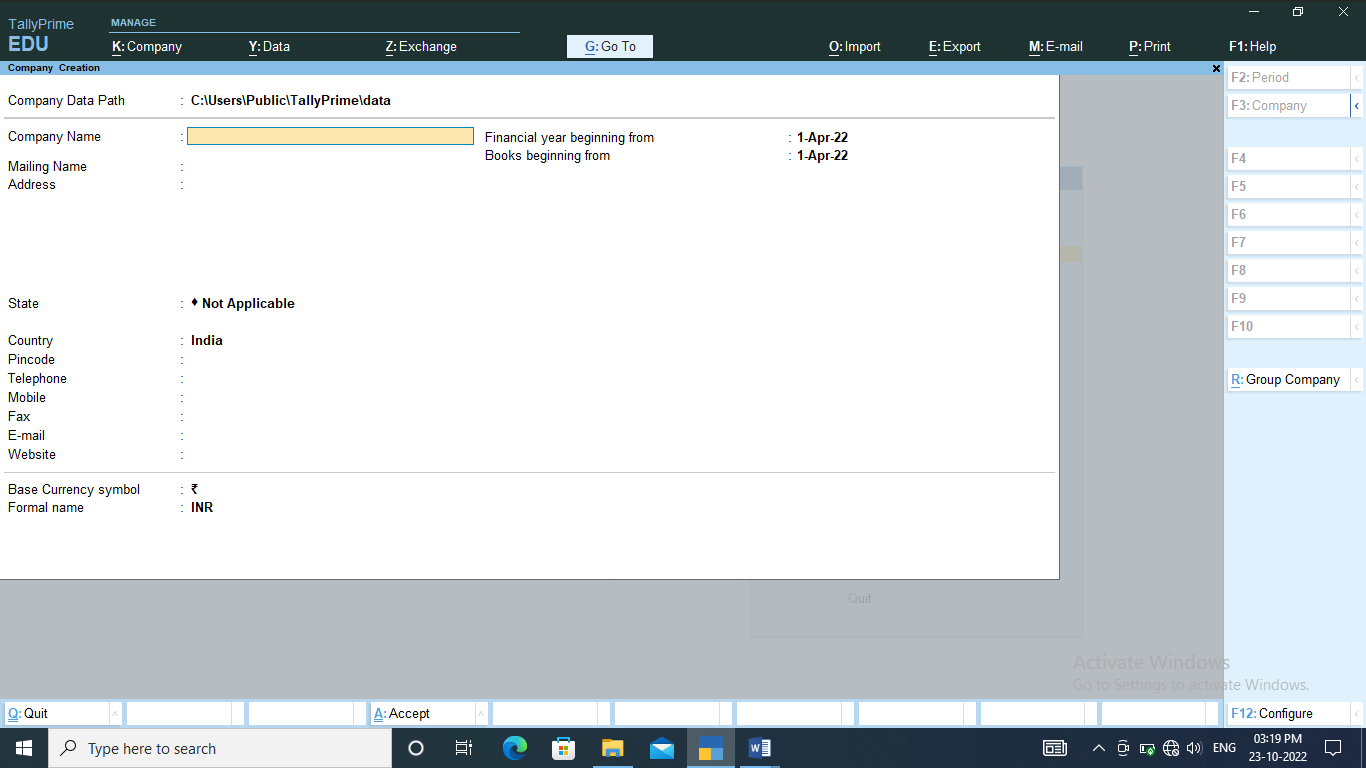 TallyPrime
EDU
MANAGE
K: Company Y: Data Z: Exchange G: Go To O: Import E: Export M: E-mail P: Print F1: Help
Company Creation
Company Data Path : C:\Users\Public\TallyPrime\data
Company Name :
Financial year beginning from : 1-Apr-22
Books beginning from : 1-Apr-22
Mailing Name :
Address :
State : ♦ Not Applicable
Country : India
Pincode :
Telephone :
Mobile :
Fax :
E-mail :
Website :
Base Currency symbol : ₹
Formal name : INR
Quit
F2: Period
F3: Company
F4
F5
F6
F7
F8
F9
F10
R: Group Company
Activate Windows
Go to Settings to activate Windows.
Q: Quit A: Accept F12: Configure
Type here to search
W
ENG
03:19 PM
23-10-2022